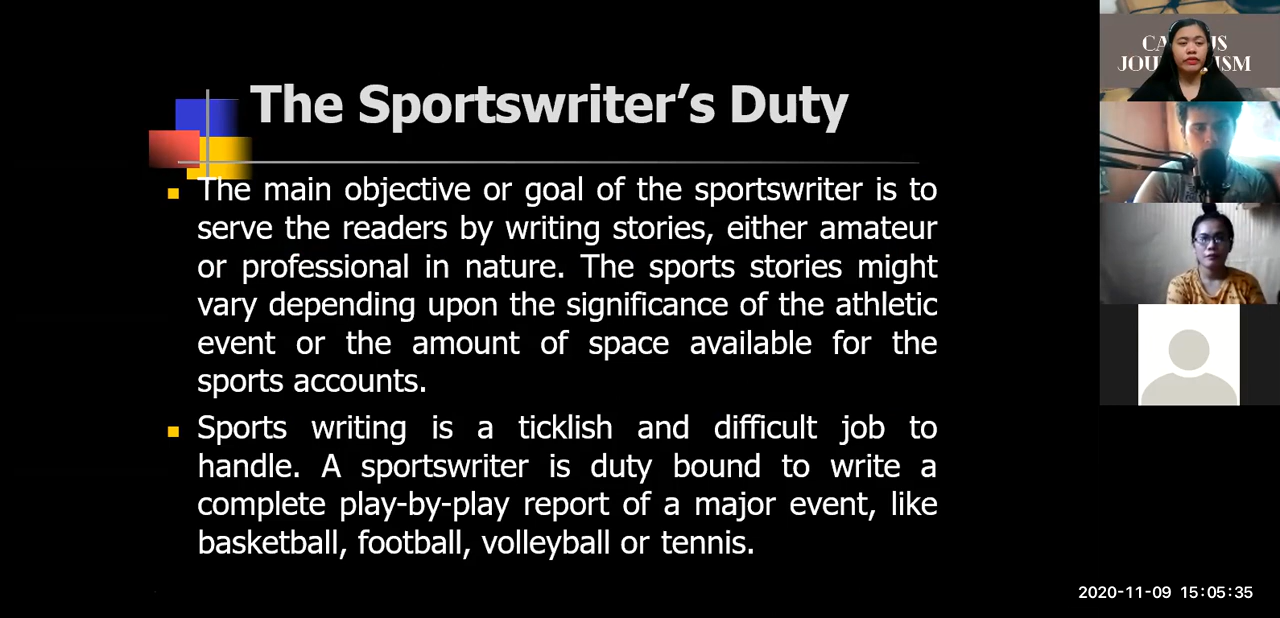 The Sportswriter’s Duty
The main objective or goal of the sportswriter is to
serve the readers by writing stories, either amateur
or professional in nature. The sports stories might
vary depending upon the significance of the athletic
event or the amount of space available for the
sports accounts.
Sports writing is a ticklish and difficult job to
handle. A sportswriter is duty bound to write a
complete play-by-play report of a major event, like
basketball, football, volleyball or tennis.
2020-11-09 15:05:35